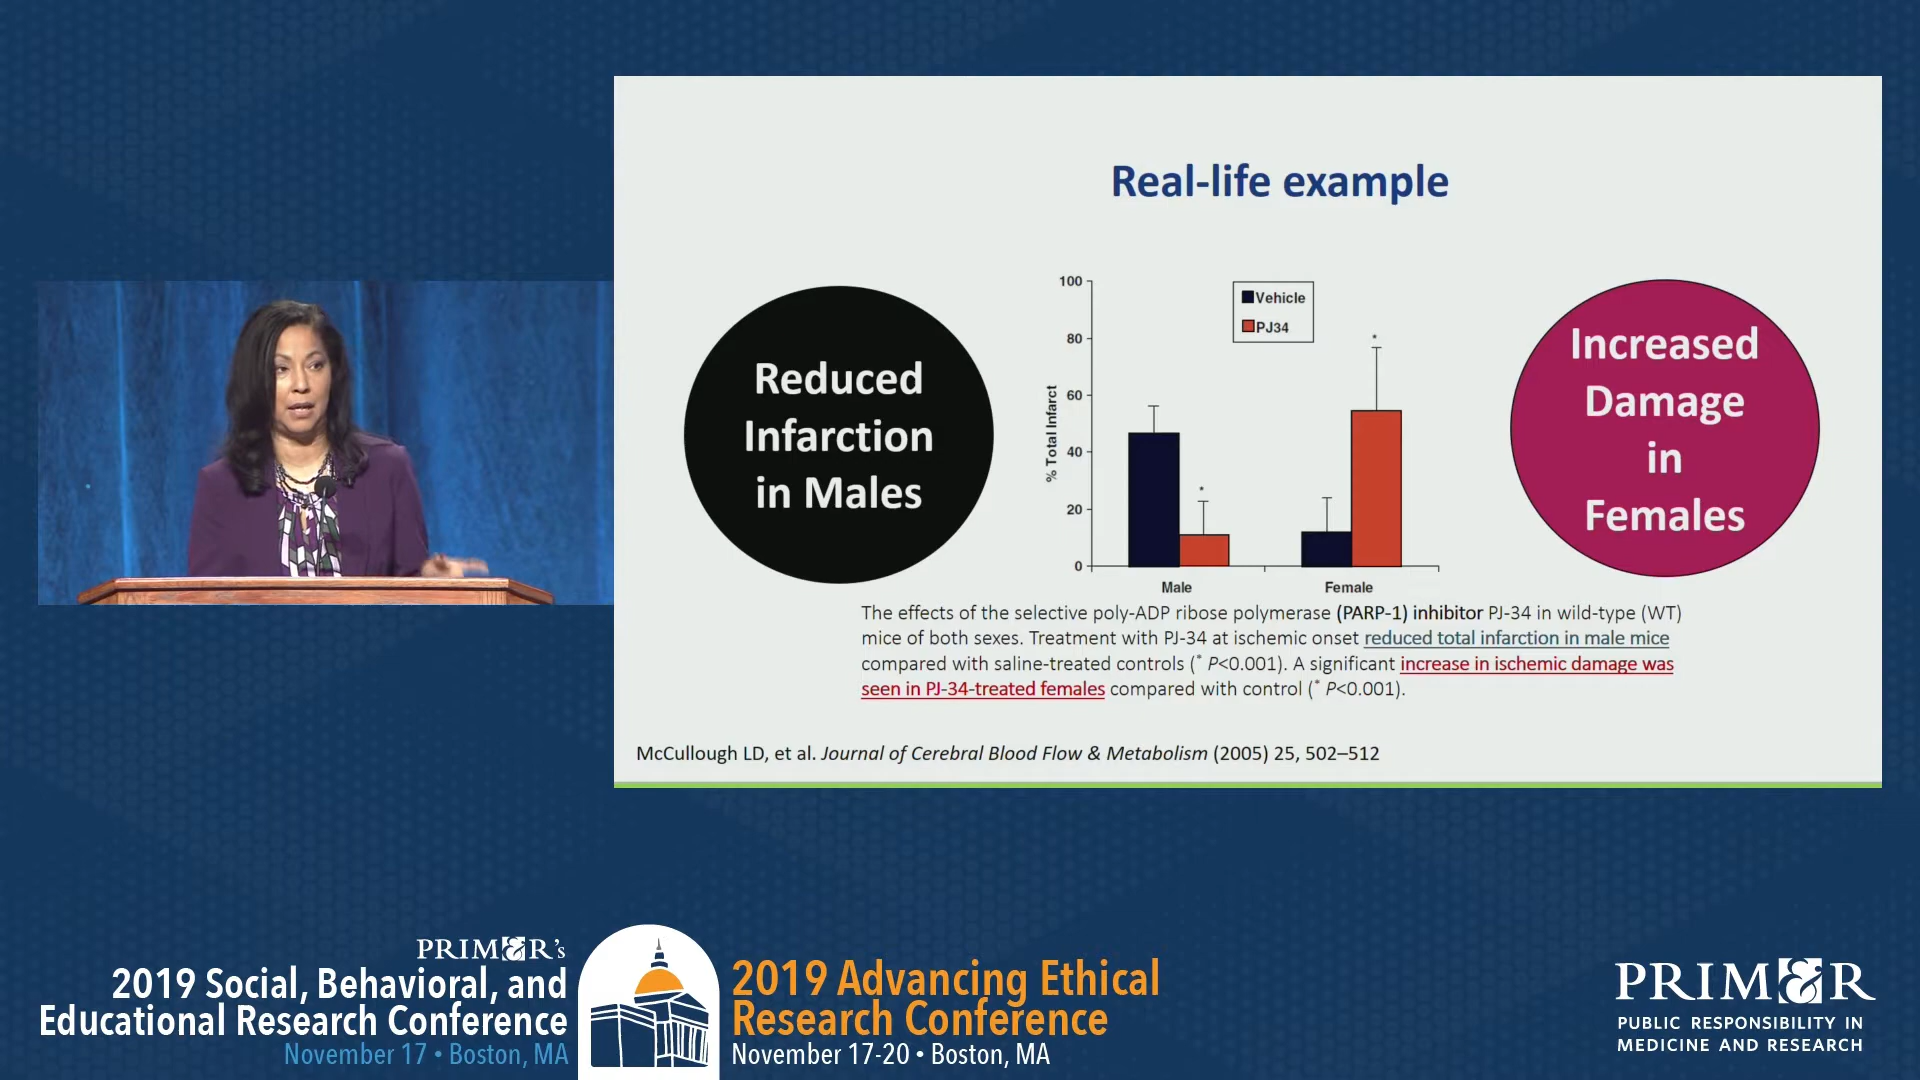 Real-life example
Reduced
Infarction
in Males
100
80
60
40
20
0
% Total Infarct
Vehicle
PJ34
*
*
Male
Female
Increased
Damage
in
Females
The effects of the selective poly-ADP ribose polymerase (PARP-1) inhibitor PJ-34 in wild-type (WT)
mice of both sexes. Treatment with PJ-34 at ischemic onset reduced total infarction in male mice
compared with saline-treated controls (* P<0.001). A significant increase in ischemic damage was
seen in PJ-34-treated females compared with control (* P<0.001).
McCullough LD, et al. Journal of Cerebral Blood Flow & Metabolism (2005) 25, 502–512
PRIM&R's
2019 Social, Behavioral, and
Educational Research Conference
November 17 • Boston, MA
2019 Advancing Ethical
Research Conference
November 17-20 • Boston, MA
PRIM&R
PUBLIC RESPONSIBILITY IN
MEDICINE AND RESEARCH